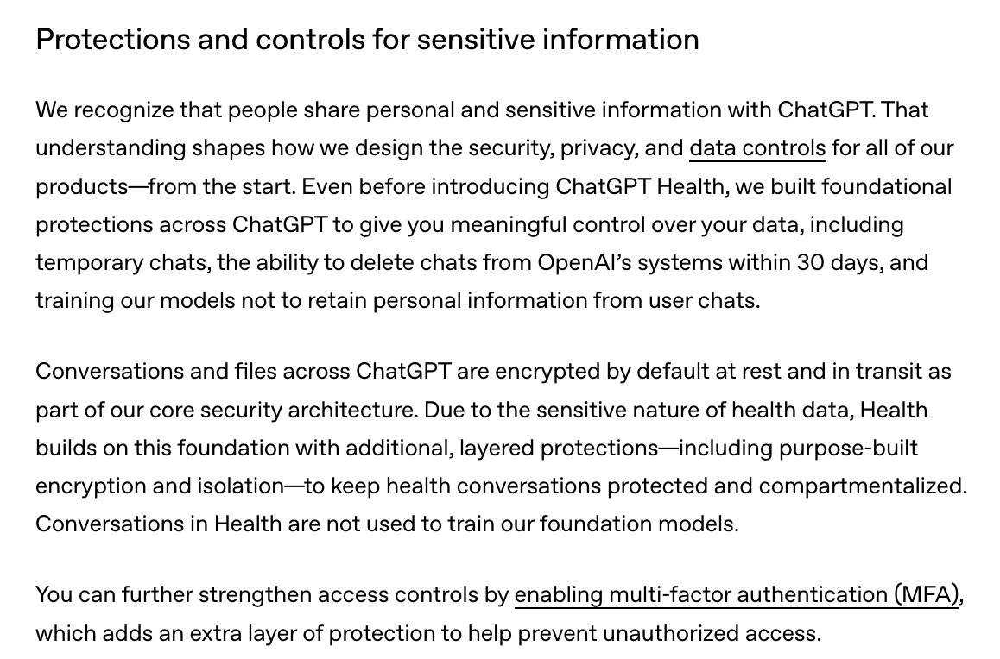 Protections and controls for sensitive information
We recognize that people share personal and sensitive information with ChatGPT. That
understanding shapes how we design the security, privacy, and data controls for all of our
products—from the start. Even before introducing ChatGPT Health, we built foundational
protections across ChatGPT to give you meaningful control over your data, including
temporary chats, the ability to delete chats from OpenAI’s systems within 30 days, and
training our models not to retain personal information from user chats.
Conversations and files across ChatGPT are encrypted by default at rest and in transit as
part of our core security architecture. Due to the sensitive nature of health data, Health
builds on this foundation with additional, layered protections—including purpose-built
encryption and isolation—to keep health conversations protected and compartmentalized.
Conversations in Health are not used to train our foundation models.
You can further strengthen access controls by enabling multi-factor authentication (MFA),
which adds an extra layer of protection to help prevent unauthorized access.